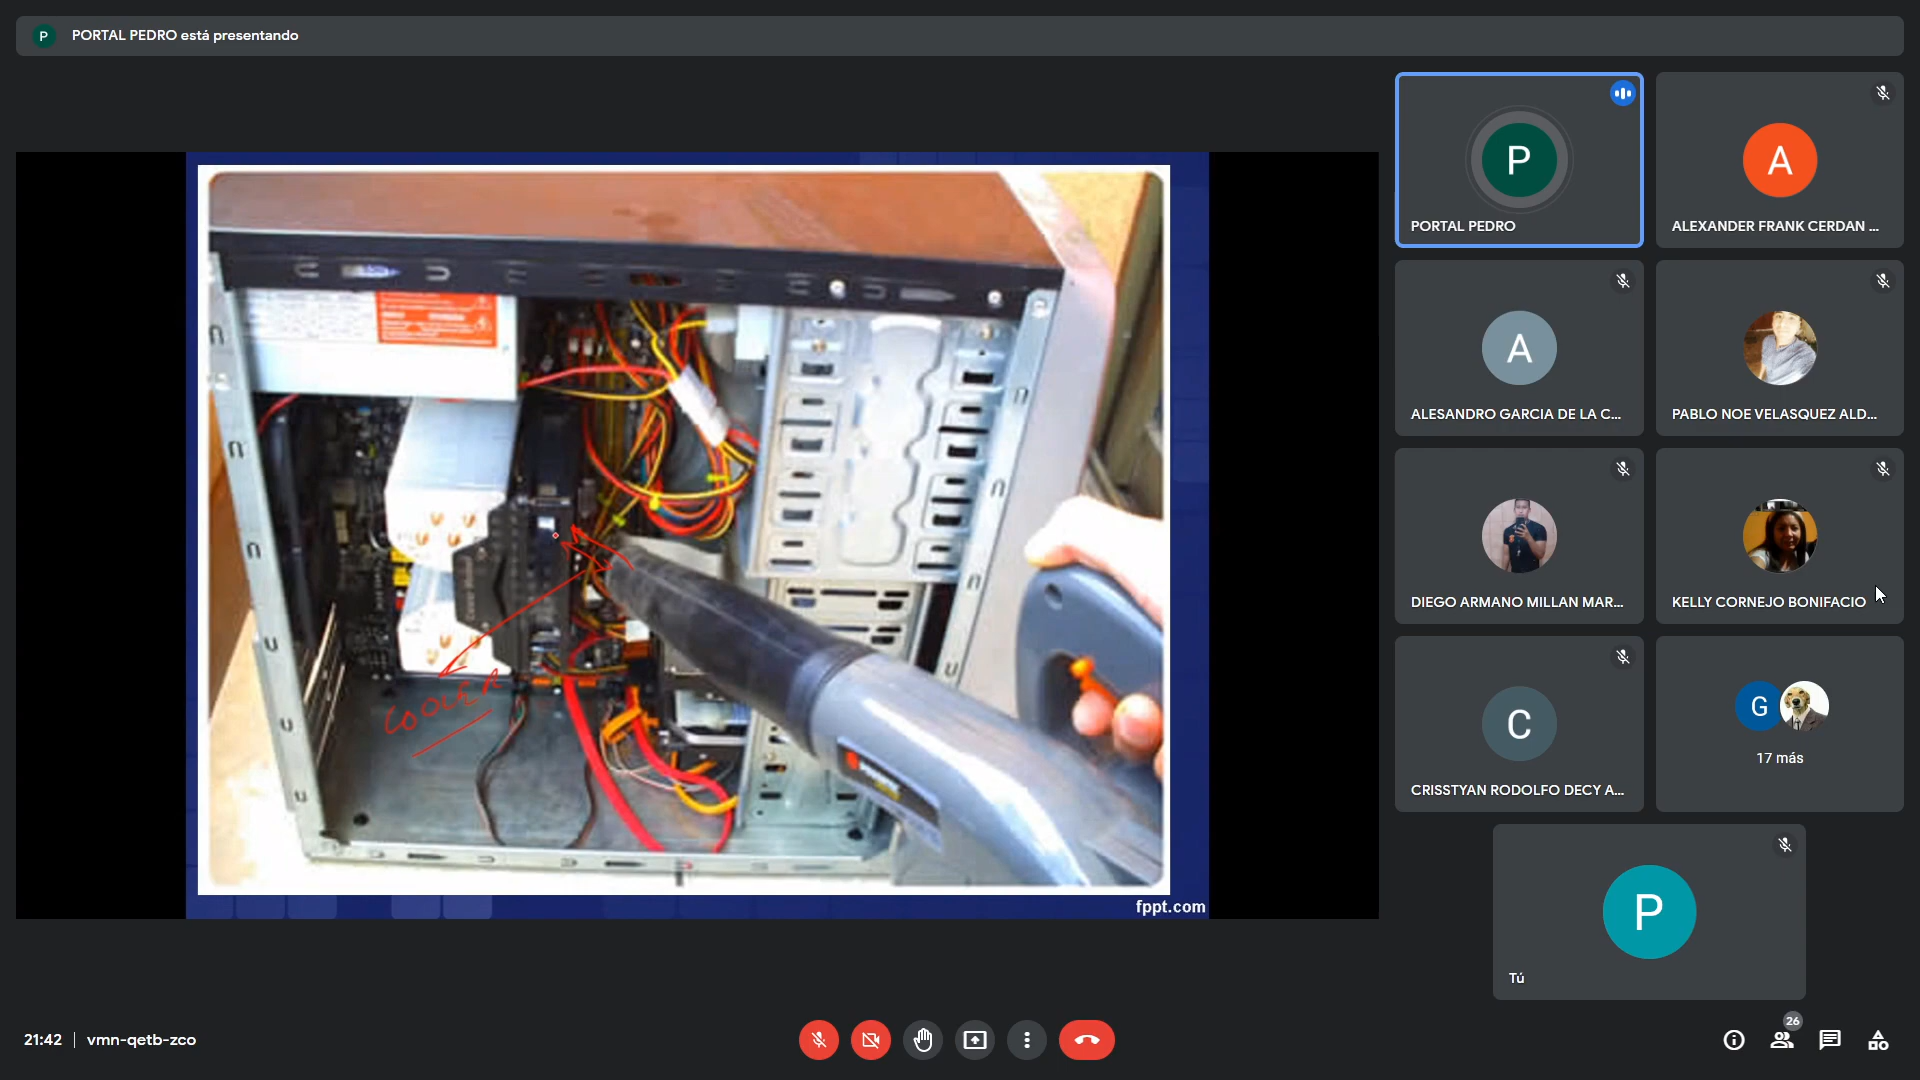 P
PORTAL PEDRO está presentando
P
PORTAL PEDRO
A
ALEXANDER FRANK CERDAN ...
A
ALESANDRO GARCIA DE LA C...
PABLO NOE VELASQUEZ ALD...
DIEGO ARMANO MILLAN MAR...
KELLY CORNEJO BONIFACIO
C
CRISSTYAN RODOLFO DECY A...
G
17 más
P
Tú
COOLER
fppt.com
21:42 | vmn-qetb-zco
26